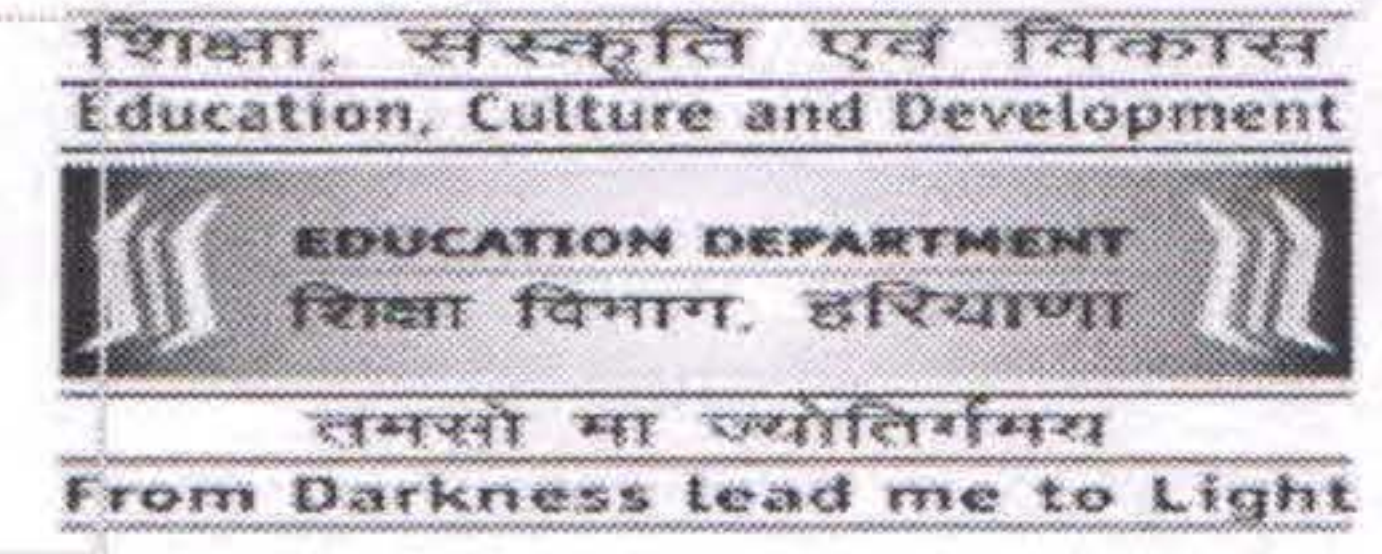 शिक्षा, संस्कृति एवं विकास
Education, Culture and Development
EDUCATION DEPARTMENT
शिक्षा विभाग, हरियाणा
तमसो मा ज्योतिर्गमय
From Darkness lead me to Light